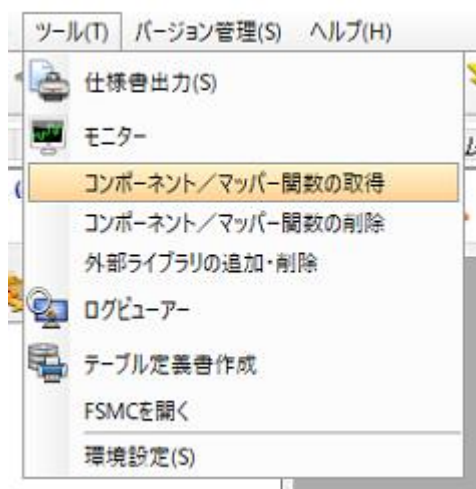 ツール(T) バージョン管理(S) ヘルプ(H)
仕様書出力(S)
モニター
コンポーネント／マッパー関数の取得
コンポーネント／マッパー関数の削除
外部ライブラリの追加・削除
ログビューアー
テーブル定義書作成
FSMCを開く
環境設定(S)